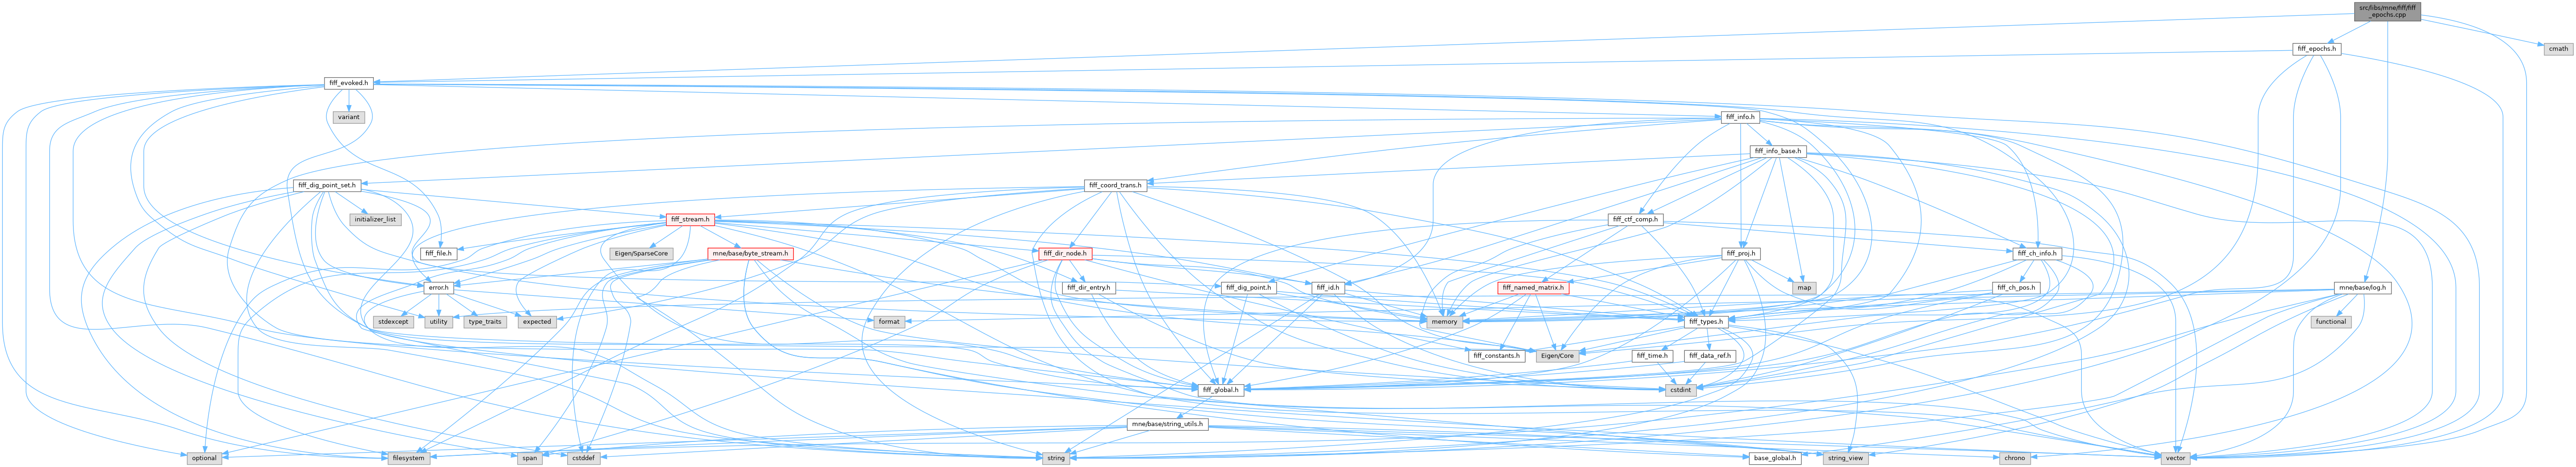 src/libs/mne/fiff/fiff
_epochs.cpp
fiff_epochs.h
cmath
fiff_evoked.h
variant
fiff_info.h
fiff_info_base.h
fiff_dig_point_set.h
fiff_coord_trans.h
initializer_list
fiff_stream.h
fiff_ctf_comp.h
fiff_file.h
Eigen/SparseCore
mne/base/byte_stream.h
fiff_dir_node.h
fiff_proj.h
fiff_ch_info.h
error.h
fiff_dir_entry.h
fiff_dig_point.h
fiff_id.h
fiff_named_matrix.h
map
fiff_ch_pos.h
mne/base/log.h
stdexcept
utility
type_traits
expected
format
memory
fiff_types.h
functional
fiff_constants.h
Eigen/Core
fiff_time.h
fiff_data_ref.h
fiff_global.h
cstdint
mne/base/string_utils.h
optional
filesystem
span
cstddef
string
base_global.h
string_view
chrono
vector